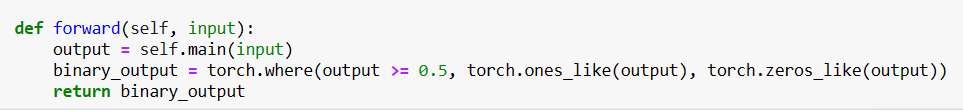 def forward(self, input):
    output = self.main(input)
    binary_output = torch.where(output >= 0.5, torch.ones_like(output), torch.zeros_like(output))
    return binary_output